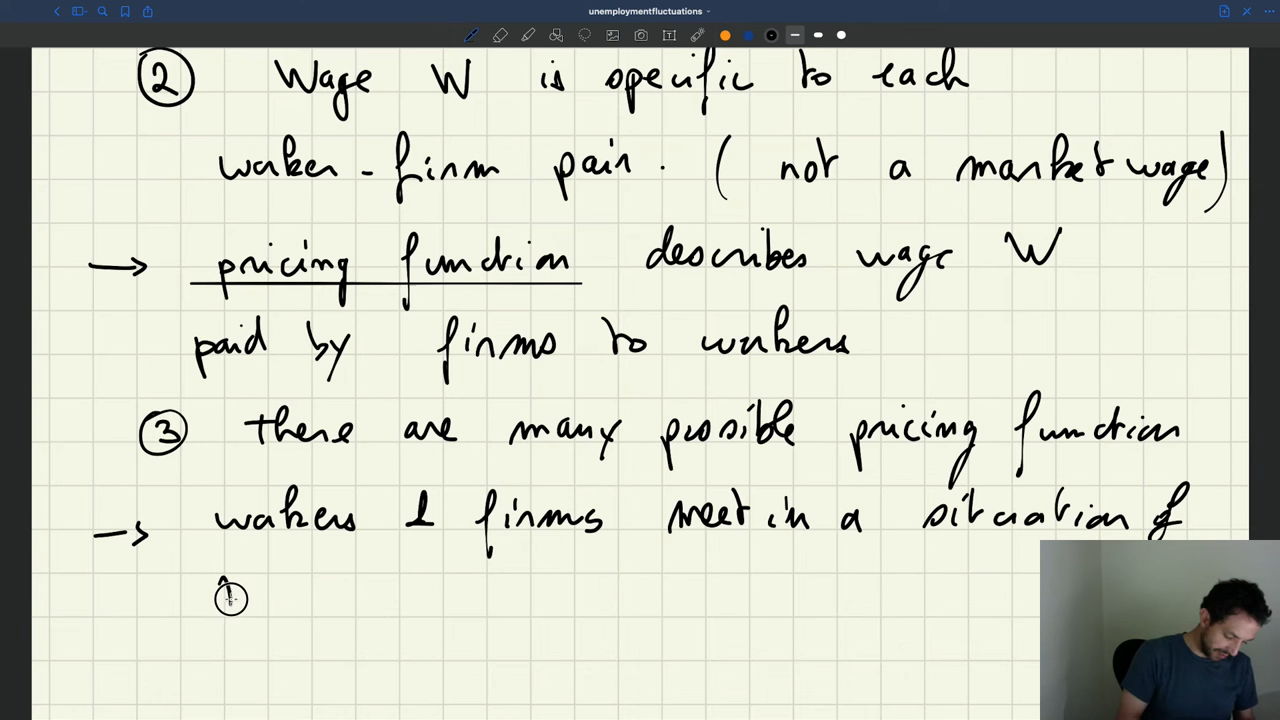 unemploymentfluctuations
② Wage W is specific to each
worker-firm pair. (not a market wage)
→ pricing function describes wage W
paid by firms to workers
③ there are many possible pricing function
→ workers & firms meet in a situation of